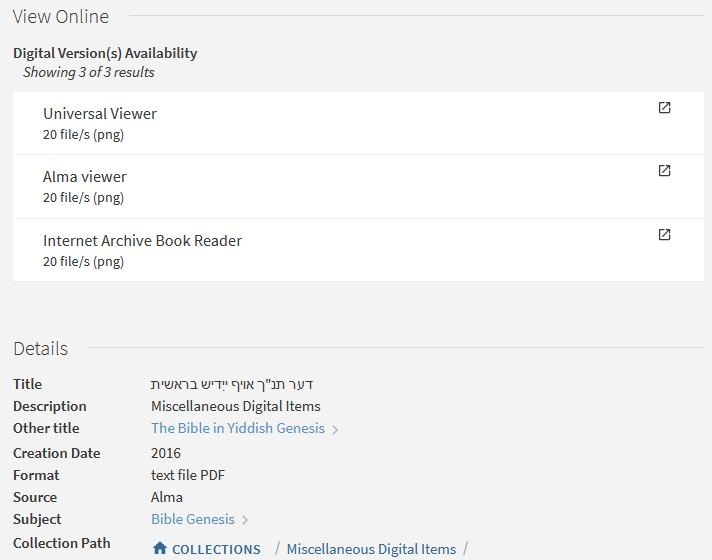 View Online
Digital Version(s) Availability
Showing 3 of 3 results
Universal Viewer
20 file/s (png)
Alma viewer
20 file/s (png)
Internet Archive Book Reader
20 file/s (png)
Details
Title דער תנ"ך אויף ייִדיש בראשית
Description Miscellaneous Digital Items
Other title The Bible in Yiddish Genesis >
Creation Date 2016
Format text file PDF
Source Alma
Subject Bible Genesis >
Collection Path COLLECTIONS / Miscellaneous Digital Items /